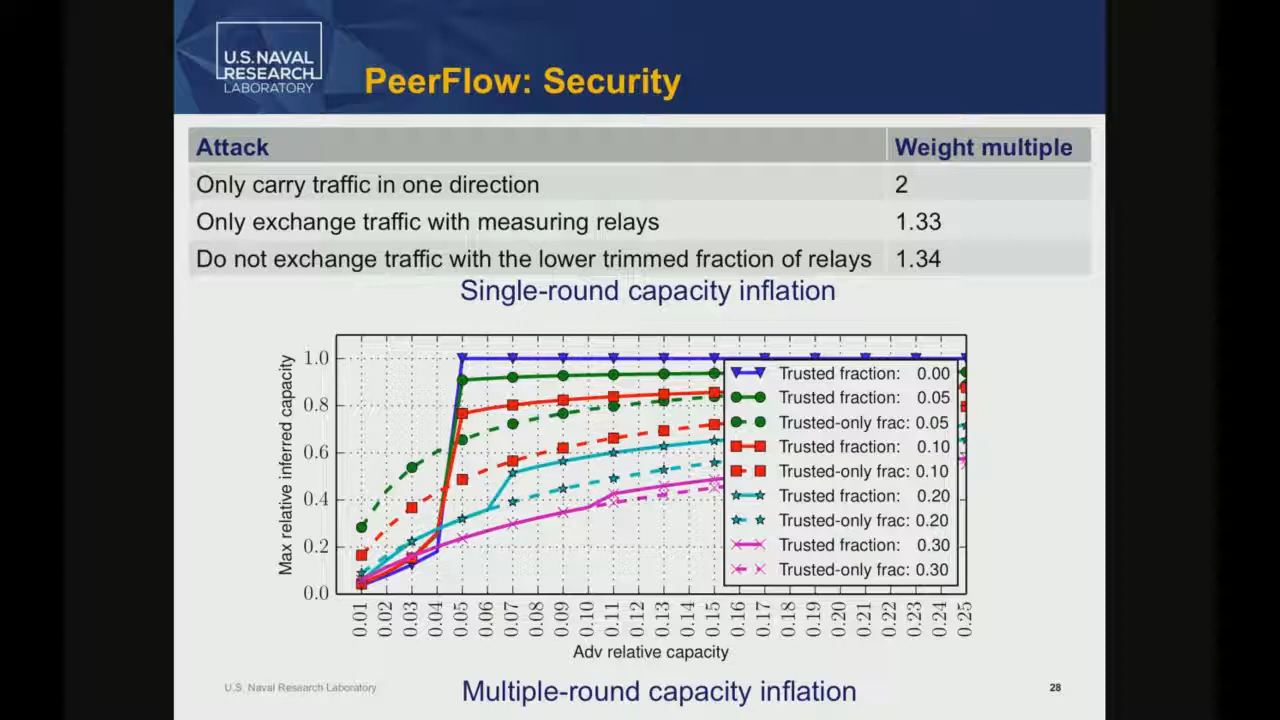 U.S. NAVAL
RESEARCH
LABORATORY
PeerFlow: Security
Attack Weight multiple
Only carry traffic in one direction 2
Only exchange traffic with measuring relays 1.33
Do not exchange traffic with the lower trimmed fraction of relays 1.34
Single-round capacity inflation
Max relative inferred capacity
1.0
0.8
0.6
0.4
0.2
0.0
Trusted fraction: 0.00
Trusted fraction: 0.05
Trusted-only frac: 0.05
Trusted fraction: 0.10
Trusted-only frac: 0.10
Trusted fraction: 0.20
Trusted-only frac: 0.20
Trusted fraction: 0.30
Trusted-only frac: 0.30
0.01 0.02 0.03 0.04 0.05 0.06 0.07 0.08 0.09 0.10 0.11 0.12 0.13 0.14 0.15 0.16 0.17 0.18 0.19 0.20 0.21 0.22 0.23 0.24 0.25
Adv relative capacity
U.S. Naval Research Laboratory
Multiple-round capacity inflation
28